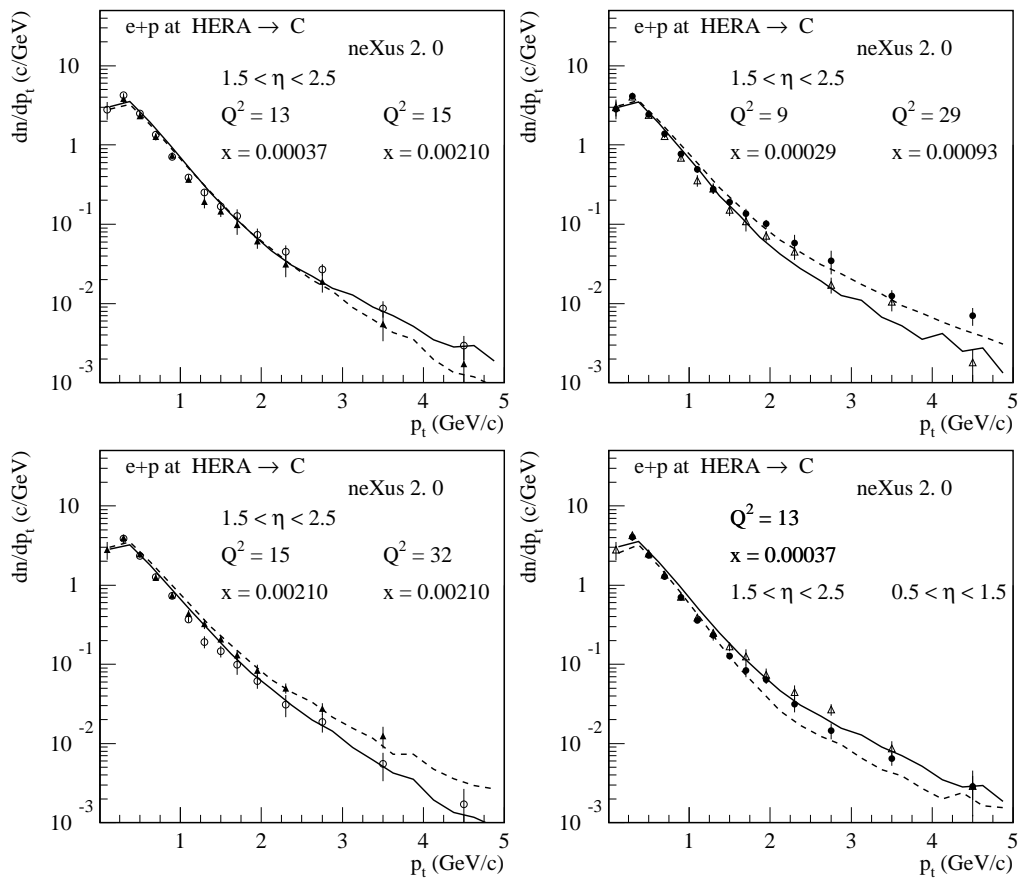 e+p at HERA → C
neXus 2. 0
1.5 < η < 2.5
Q² = 13 Q² = 15
x = 0.00037 x = 0.00210
dn/dpₜ (c/GeV)
10
1
10⁻¹
10⁻²
10⁻³
1 2 3 4 5
pₜ (GeV/c)
e+p at HERA → C
neXus 2. 0
1.5 < η < 2.5
Q² = 9 Q² = 29
x = 0.00029 x = 0.00093
dn/dpₜ (c/GeV)
10
1
10⁻¹
10⁻²
10⁻³
1 2 3 4 5
pₜ (GeV/c)
e+p at HERA → C
neXus 2. 0
1.5 < η < 2.5
Q² = 15 Q² = 32
x = 0.00210 x = 0.00210
dn/dpₜ (c/GeV)
10
1
10⁻¹
10⁻²
10⁻³
1 2 3 4 5
pₜ (GeV/c)
e+p at HERA → C
neXus 2. 0
Q² = 13
x = 0.00037
1.5 < η < 2.5 0.5 < η < 1.5
dn/dpₜ (c/GeV)
10
1
10⁻¹
10⁻²
10⁻³
1 2 3 4 5
pₜ (GeV/c)